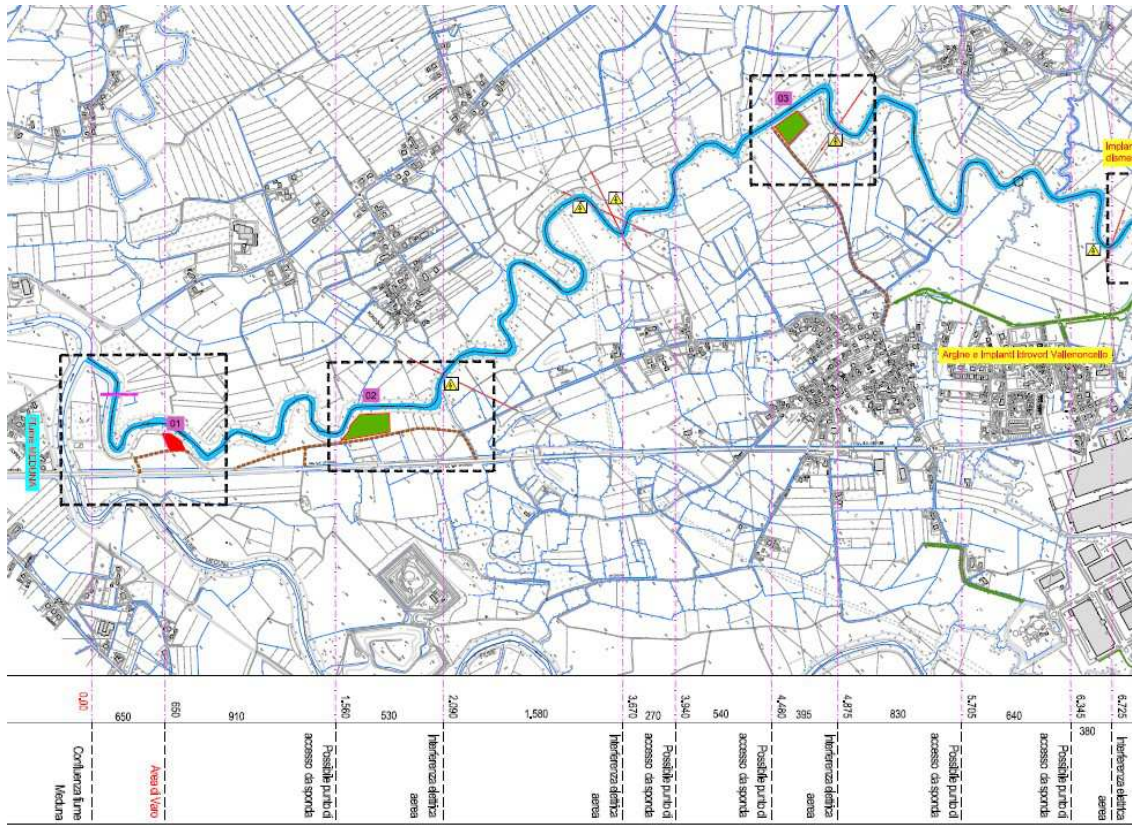 03
Impian
disme
02
01
Argine e Impianti Idrovori Vallenoncello
Fiume MEDUNA
0,00
650
1,560
2,090
3,670
3,940
4,480
4,875
5,705
6,345
6,725
650
910
530
1,580
270
540
395
830
640
380
Confluenza fiume
Meduna
Area di Varo
Possibile punto di
accesso da sponda
Interferenza elettrica
aerea
Interferenza elettrica
aerea
Possibile punto di
accesso da sponda
Possibile punto di
accesso da sponda
Interferenza elettrica
aerea
Possibile punto di
accesso da sponda
Possibile punto di
accesso da sponda
Interferenza elettrica
aerea